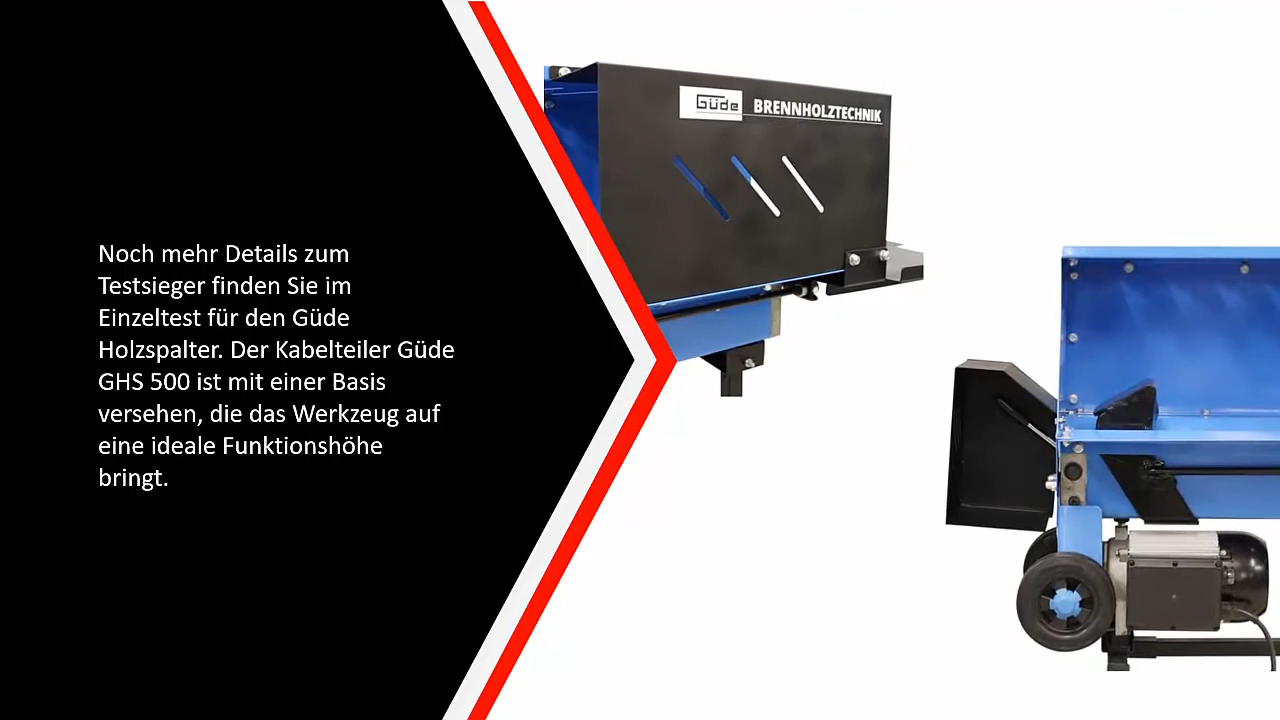 Noch mehr Details zum
Testsieger finden Sie im
Einzeltest für den Güde
Holzspalter. Der Kabelteiler Güde
GHS 500 ist mit einer Basis
versehen, die das Werkzeug auf
eine ideale Funktionshöhe
bringt.
Güde BRENNHOLZTECHNIK